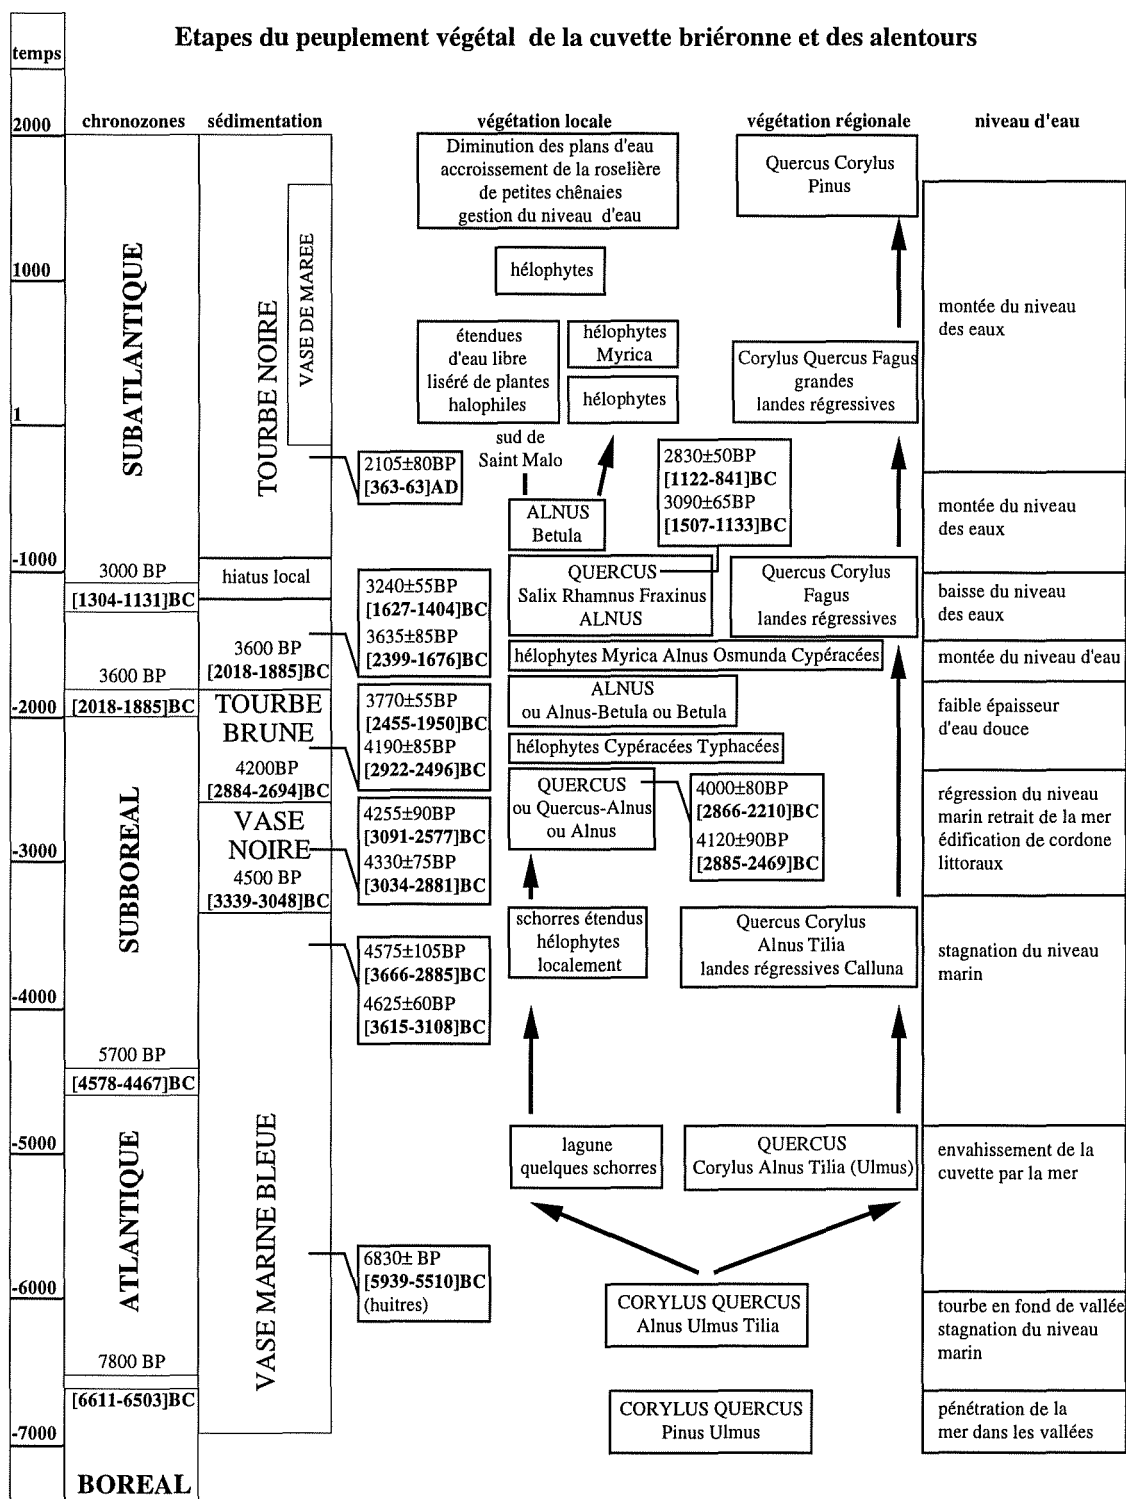 Etapes du peuplement végétal de la cuvette briéronne et des alentours
temps
2000
1000
1
-1000
-2000
-3000
-4000
-5000
-6000
-7000
chronozones
SUBATLANTIQUE
3000 BP
[1304-1131]BC
3600 BP
[2018-1885]BC
SUBBOREAL
5700 BP
[4578-4467]BC
ATLANTIQUE
7800 BP
[6611-6503]BC
BOREAL
sédimentation
TOURBE NOIRE
VASE DE MAREE
hiatus local
3600 BP
[2018-1885]BC
TOURBE
BRUNE
4200BP
[2884-2694]BC
VASE
NOIRE
4500 BP
[3339-3048]BC
VASE MARINE BLEUE
2105±80BP
[363-63]AD
3240±55BP
[1627-1404]BC
3635±85BP
[2399-1676]BC
3770±55BP
[2455-1950]BC
4190±85BP
[2922-2496]BC
4255±90BP
[3091-2577]BC
4330±75BP
[3034-2881]BC
4575±105BP
[3666-2885]BC
4625±60BP
[3615-3108]BC
6830± BP
[5939-5510]BC
(huitres)
végétation locale
Diminution des plans d'eau
accroissement de la roselière
de petites chênaies
gestion du niveau d'eau
hélophytes
étendues
d'eau libre
liséré de plantes
halophiles
hélophytes
Myrica
hélophytes
sud de
Saint Malo
ALNUS
Betula
2830±50BP
[1122-841]BC
3090±65BP
[1507-1133]BC
QUERCUS
Salix Rhamnus Fraxinus
ALNUS
hélophytes Myrica Alnus Osmunda Cypéracées
ALNUS
ou Alnus-Betula ou Betula
hélophytes Cypéracées Typhacées
QUERCUS
ou Quercus-Alnus
ou Alnus
4000±80BP
[2866-2210]BC
4120±90BP
[2885-2469]BC
schorres étendus
hélophytes
localement
lagune
quelques schorres
CORYLUS QUERCUS
Alnus Ulmus Tilia
CORYLUS QUERCUS
Pinus Ulmus
végétation régionale
Quercus Corylus
Pinus
Corylus Quercus Fagus
grandes
landes régressives
Quercus Corylus
Fagus
landes régressives
Quercus Corylus
Alnus Tilia
landes régressives Calluna
QUERCUS
Corylus Alnus Tilia (Ulmus)
niveau d'eau
montée du niveau
des eaux
montée du niveau
des eaux
baisse du niveau
des eaux
montée du niveau d'eau
faible épaisseur
d'eau douce
régression du niveau
marin retrait de la mer
édification de cordone
littoraux
stagnation du niveau
marin
envahissement de la
cuvette par la mer
tourbe en fond de vallée
stagnation du niveau
marin
pénétration de la
mer dans les vallées